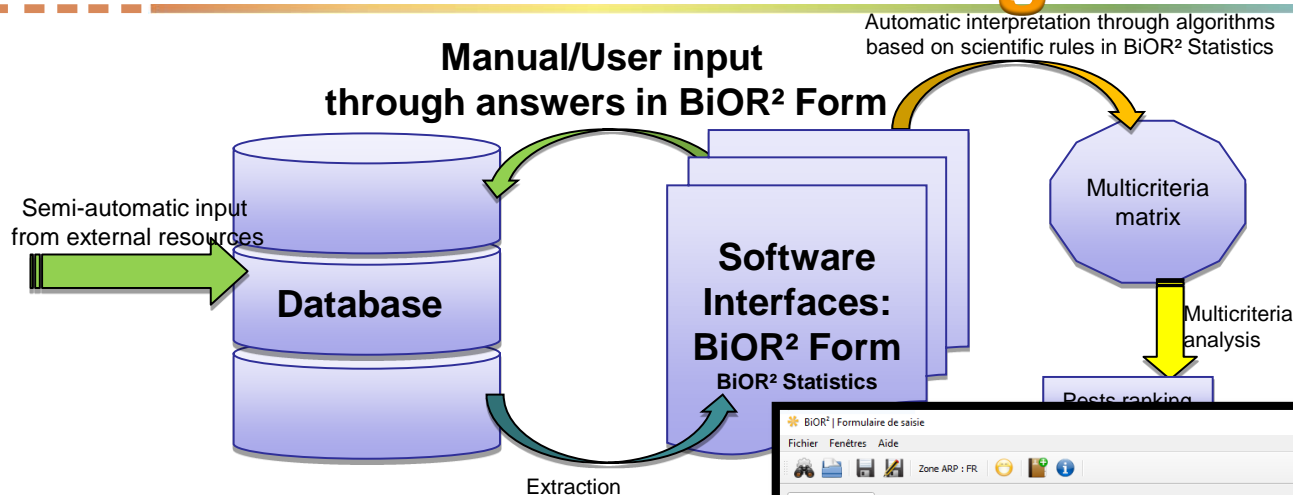 Automatic interpretation through algorithms
based on scientific rules in BiOR² Statistics
Manual/User input
through answers in BiOR² Form
Semi-automatic input
from external resources
Database
Software
Interfaces:
BiOR² Form
BiOR² Statistics
Multicriteria
matrix
Multicriteria
analysis
Pests ranking
Extraction
BiOR² | Formulaire de saisie
Fichier Fenêtres Aide
Zone ARP : FR